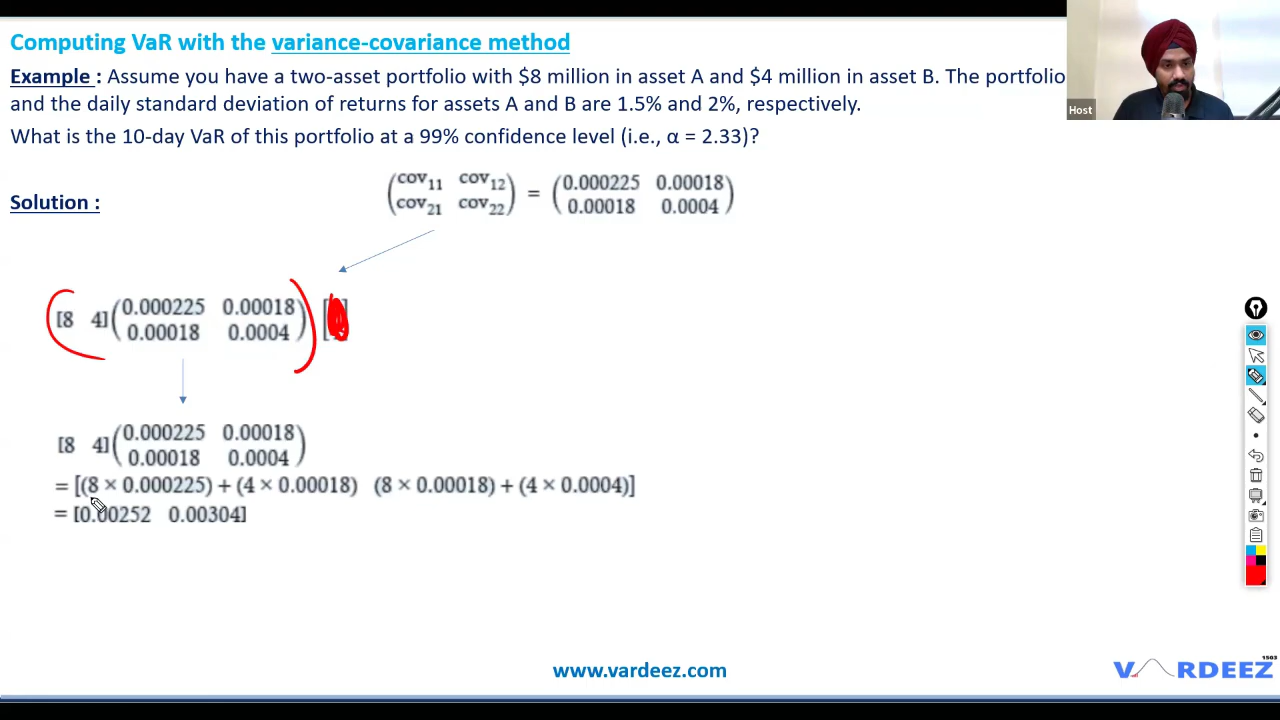 Computing VaR with the variance-covariance method
Example : Assume you have a two-asset portfolio with $8 million in asset A and $4 million in asset B. The portfolio
Host
and the daily standard deviation of returns for assets A and B are 1.5% and 2%, respectively.
What is the 10-day VaR of this portfolio at a 99% confidence level (i.e., α = 2.33)?
Solution :
(cov11 cov12) = (0.000225 0.00018)
(cov21 cov22) (0.00018 0.0004)
[8 4] (0.000225 0.00018)
(0.00018 0.0004)
[8 4] (0.000225 0.00018)
(0.00018 0.0004)
= [(8 × 0.000225) + (4 × 0.00018) (8 × 0.00018) + (4 × 0.0004)]
= [0.00252 0.00304]
www.vardeez.com
1503
VARDEEZ